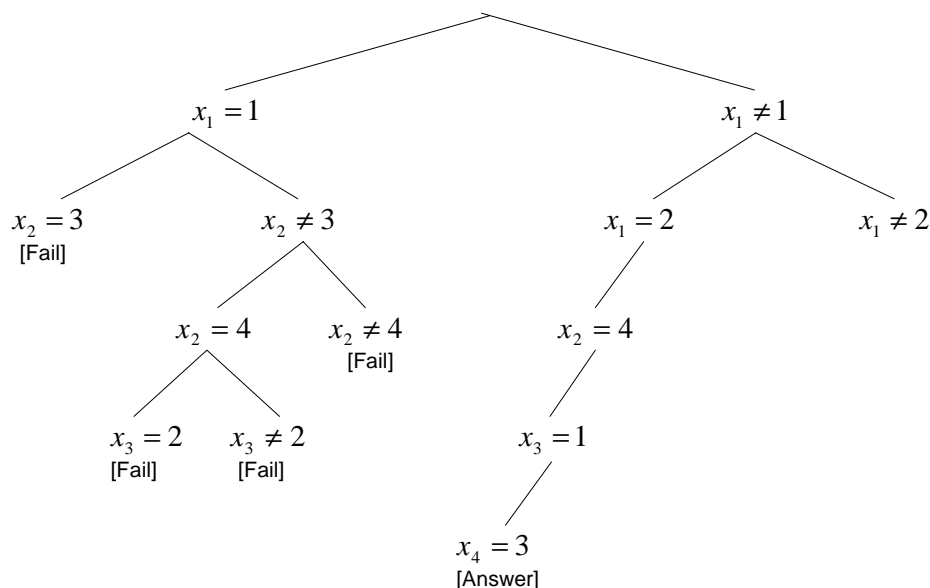 x₁ = 1
x₁ ≠ 1
x₂ = 3
[Fail]
x₂ ≠ 3
x₁ = 2
x₁ ≠ 2
x₂ = 4
x₂ ≠ 4
[Fail]
x₂ = 4
x₃ = 2
[Fail]
x₃ ≠ 2
[Fail]
x₃ = 1
x₄ = 3
[Answer]